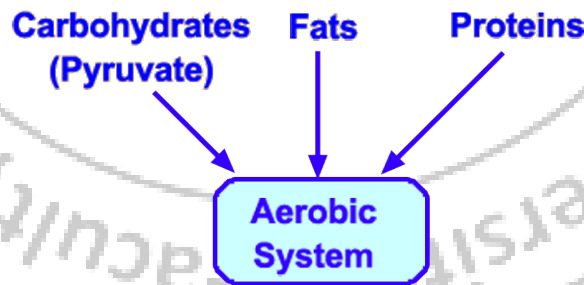 Carbohydrates Fats Proteins
(Pyruvate)
Aerobic
System